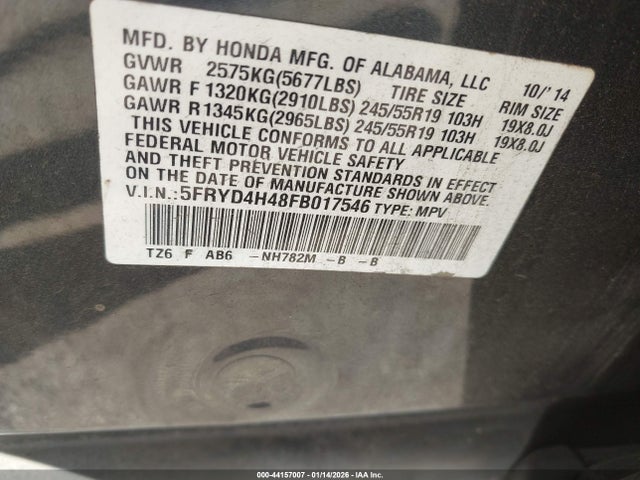 MFD. BY HONDA MFG. OF ALABAMA, LLC 10/'14
GVWR 2575KG(5677LBS) TIRE SIZE RIM SIZE
GAWR F 1320KG(2910LBS) 245/55R19 103H 19X8.0J
GAWR R 1345KG(2965LBS) 245/55R19 103H 19X8.0J
THIS VEHICLE CONFORMS TO ALL APPLICABLE
FEDERAL MOTOR VEHICLE SAFETY
AND THEFT PREVENTION STANDARDS IN EFFECT
ON THE DATE OF MANUFACTURE SHOWN ABOVE.
V.I.N.:5FRYD4H48FB017546 TYPE: MPV
TZ6 F AB6 -NH782M -B -B
000-44157007 - 01/14/2026 - IAA Inc.